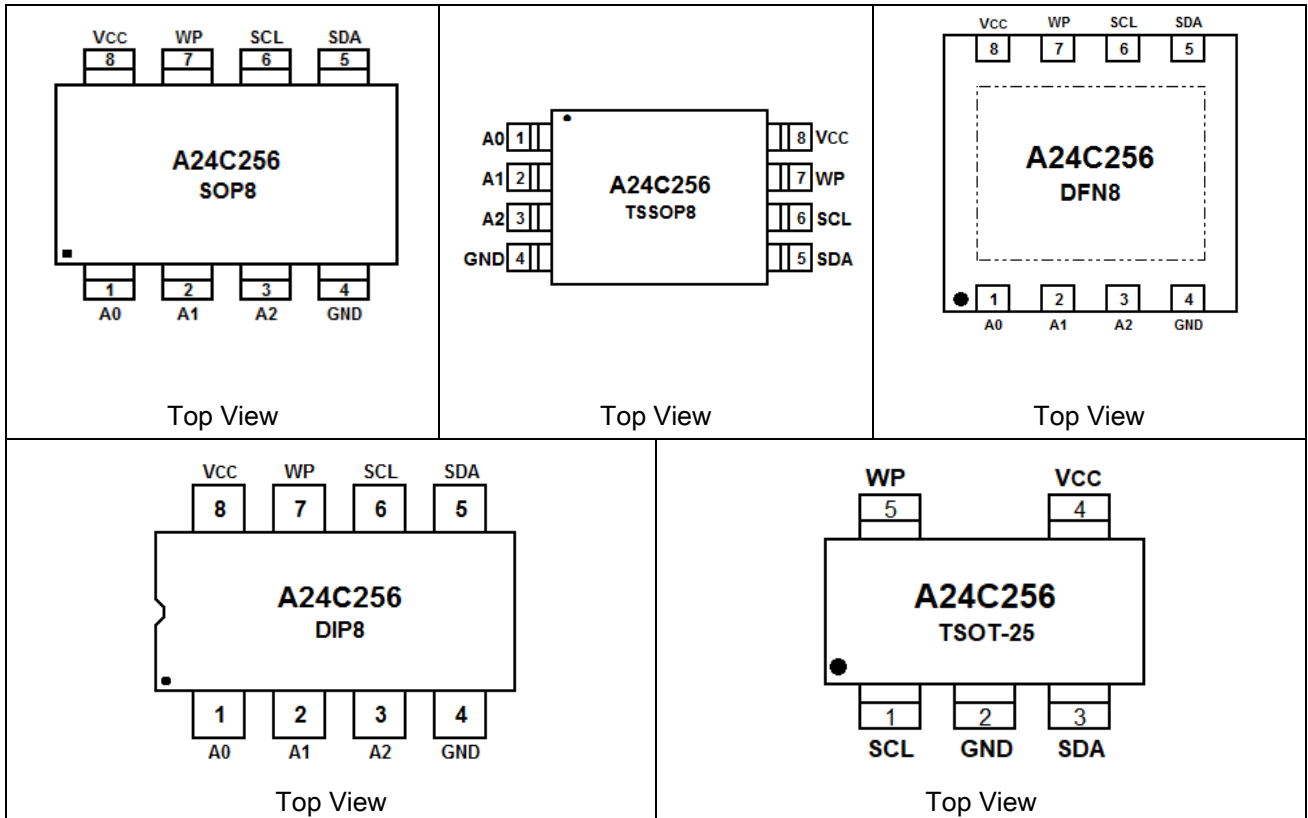 VCC WP SCL SDA
8 7 6 5
A24C256
SOP8
1 2 3 4
A0 A1 A2 GND
Top View
A0 1 8 VCC
A1 2 7 WP
A24C256
TSSOP8
A2 3 6 SCL
GND 4 5 SDA
Top View
VCC WP SCL SDA
8 7 6 5
A24C256
DFN8
1 2 3 4
A0 A1 A2 GND
Top View
VCC WP SCL SDA
8 7 6 5
A24C256
DIP8
1 2 3 4
A0 A1 A2 GND
Top View
WP VCC
5 4
A24C256
TSOT-25
1 2 3
SCL GND SDA
Top View